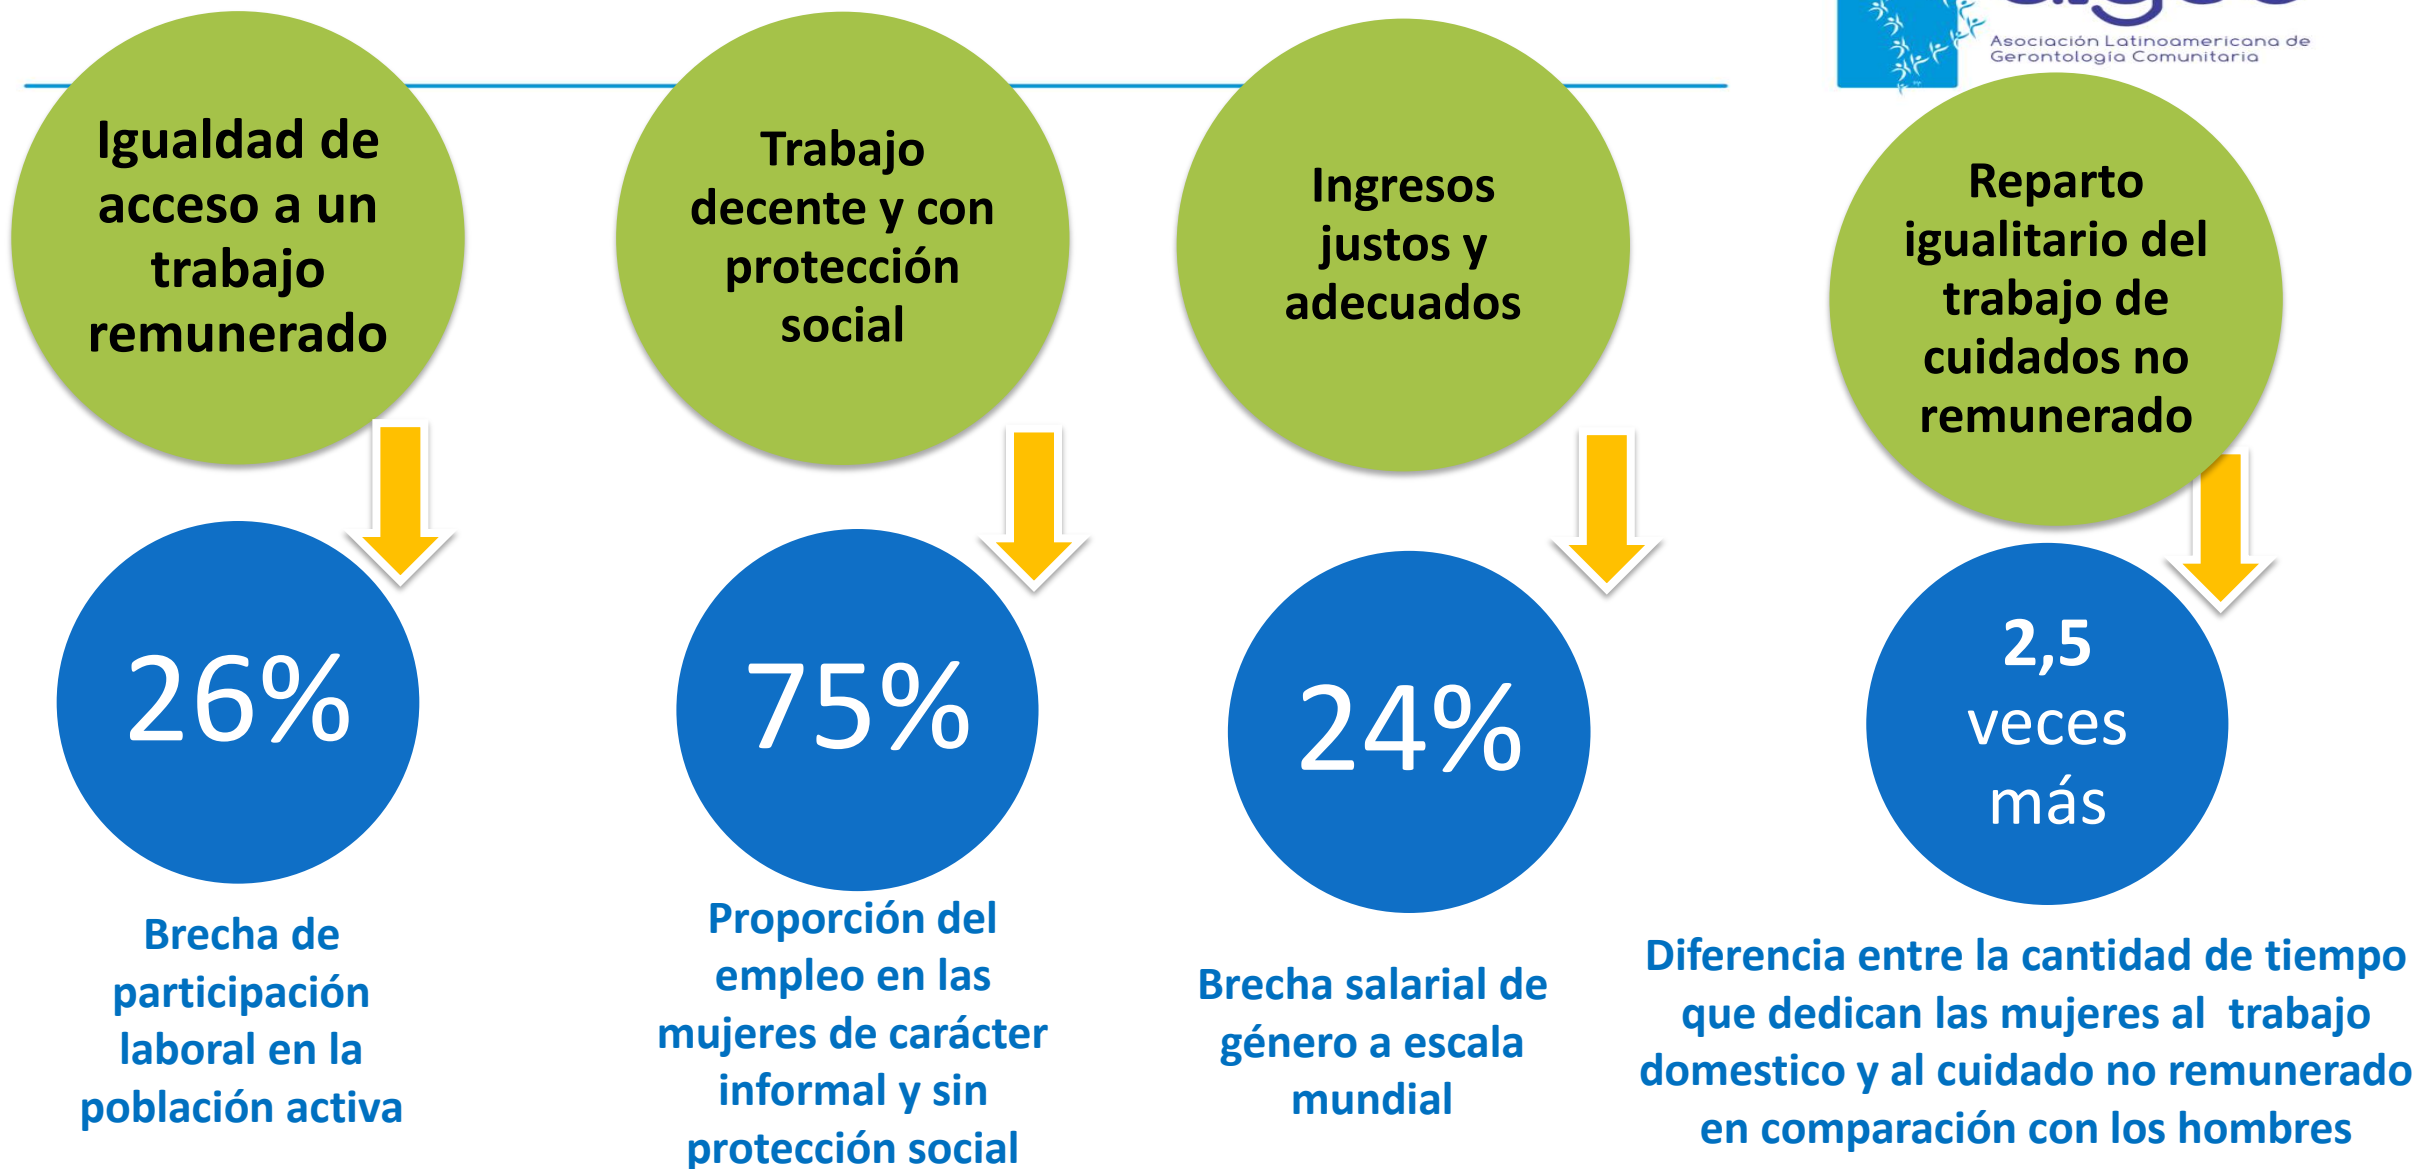 Asociación Latinoamericana de
Gerontología Comunitaria
Igualdad de
acceso a un
trabajo
remunerado
Trabajo
decente y con
protección
social
Ingresos
justos y
adecuados
Reparto
igualitario del
trabajo de
cuidados no
remunerado
26%
75%
24%
2,5
veces
más
Brecha de
participación
laboral en la
población activa
Proporción del
empleo en las
mujeres de carácter
informal y sin
protección social
Brecha salarial de
género a escala
mundial
Diferencia entre la cantidad de tiempo
que dedican las mujeres al trabajo
domestico y al cuidado no remunerado
en comparación con los hombres